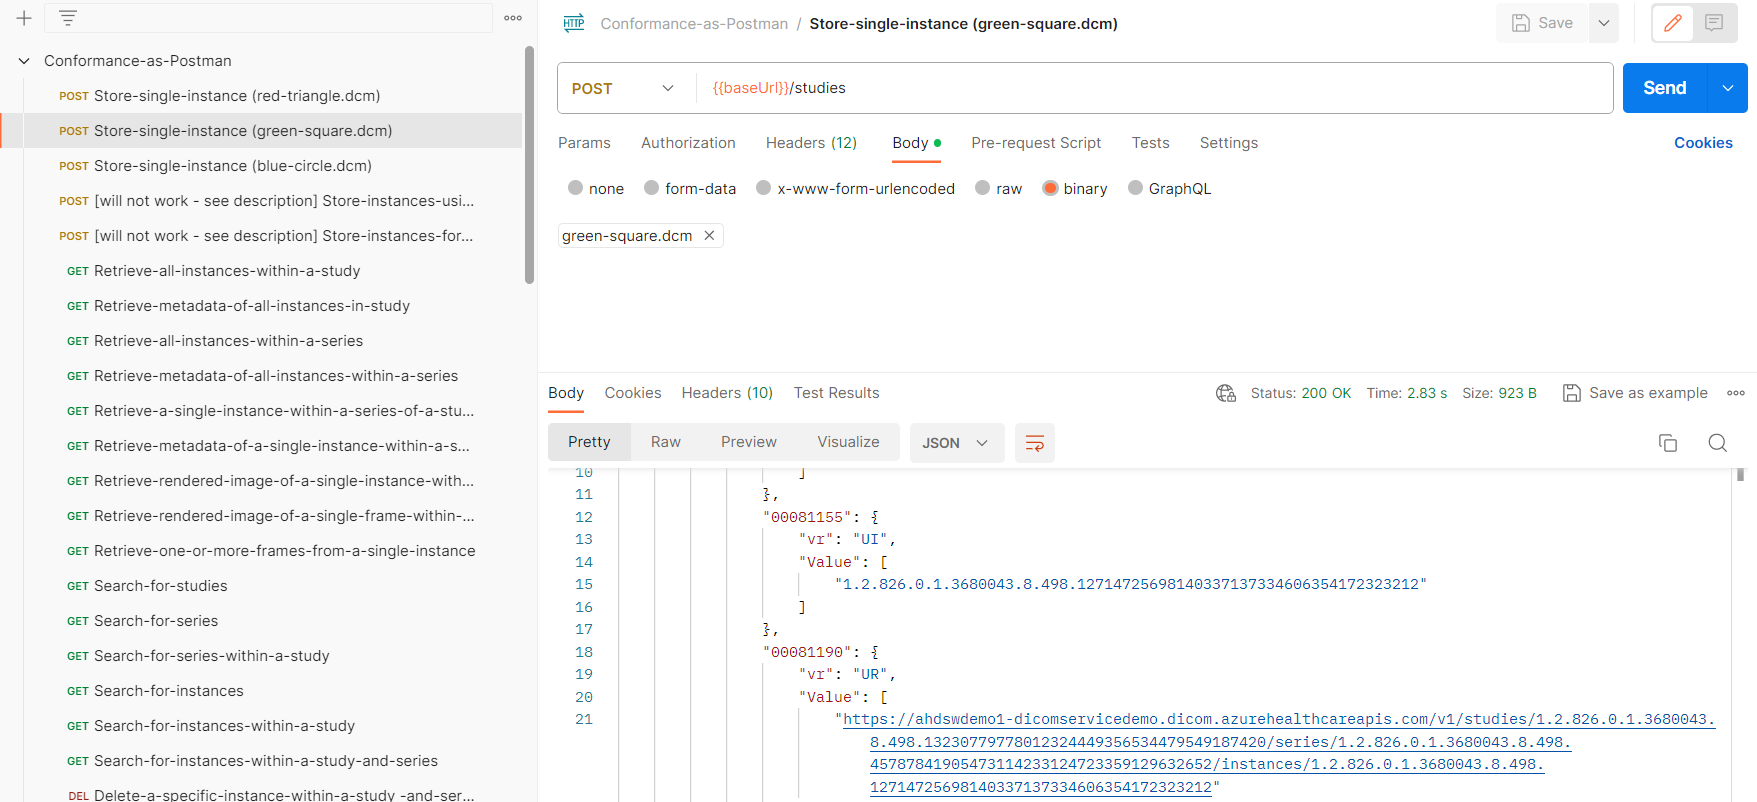 Conformance-as-Postman
POST Store-single-instance (red-triangle.dcm)
POST Store-single-instance (green-square.dcm)
POST Store-single-instance (blue-circle.dcm)
POST [will not work - see description] Store-instances-usi...
POST [will not work - see description] Store-instances-for...
GET Retrieve-all-instances-within-a-study
GET Retrieve-metadata-of-all-instances-in-study
GET Retrieve-all-instances-within-a-series
GET Retrieve-metadata-of-all-instances-within-a-series
GET Retrieve-a-single-instance-within-a-series-of-a-stu...
GET Retrieve-metadata-of-a-single-instance-within-a-s...
GET Retrieve-rendered-image-of-a-single-instance-with...
GET Retrieve-rendered-image-of-a-single-frame-within-...
GET Retrieve-one-or-more-frames-from-a-single-instance
GET Search-for-studies
GET Search-for-series
GET Search-for-series-within-a-study
GET Search-for-instances
GET Search-for-instances-within-a-study
GET Search-for-instances-within-a-study-and-series
DEL Delete-a-specific-instance-within-a-study -and-ser...
HTTP Conformance-as-Postman / Store-single-instance (green-square.dcm)
Save
POST {{baseUrl}}/studies
Send
Params Authorization Headers (12) Body Pre-request Script Tests Settings Cookies
none form-data x-www-form-urlencoded raw binary GraphQL
green-square.dcm
Body Cookies Headers (10) Test Results Status: 200 OK Time: 2.83 s Size: 923 B Save as example
Pretty Raw Preview Visualize JSON
10 ]
11 },
12 "00081155": {
13 "vr": "UI",
14 "Value": [
15 "1.2.826.0.1.3680043.8.498.12714725698140337137334606354172323212"
16 ]
17 },
18 "00081190": {
19 "vr": "UR",
20 "Value": [
21 "https://ahdswdemo1-dicomservicedemo.dicom.azurehealthcareapis.com/v1/studies/1.2.826.0.1.3680043.
8.498.13230779778012324449356534479549187420/series/1.2.826.0.1.3680043.8.498.
45787841905473114233124723359129632652/instances/1.2.826.0.1.3680043.8.498.
12714725698140337137334606354172323212"